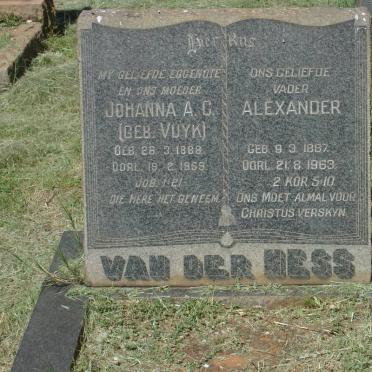 Hier Rus
MY GELIEFDE EGGENOTE
EN ONS MOEDER
JOHANNA A. C.
(GEB. VUYK)
GEB. 28. 3. 1888.
OORL. 19. 2. 1959.
JOB. 1:21.
DIE HERE HET GENEEM
ONS GELIEFDE
VADER
ALEXANDER
GEB. 9. 3. 1887.
OORL. 21. 8. 1963.
2 KOR. 5:10.
ONS MOET ALMAL VOOR
CHRISTUS VERSKYN.
VAN DER NESS